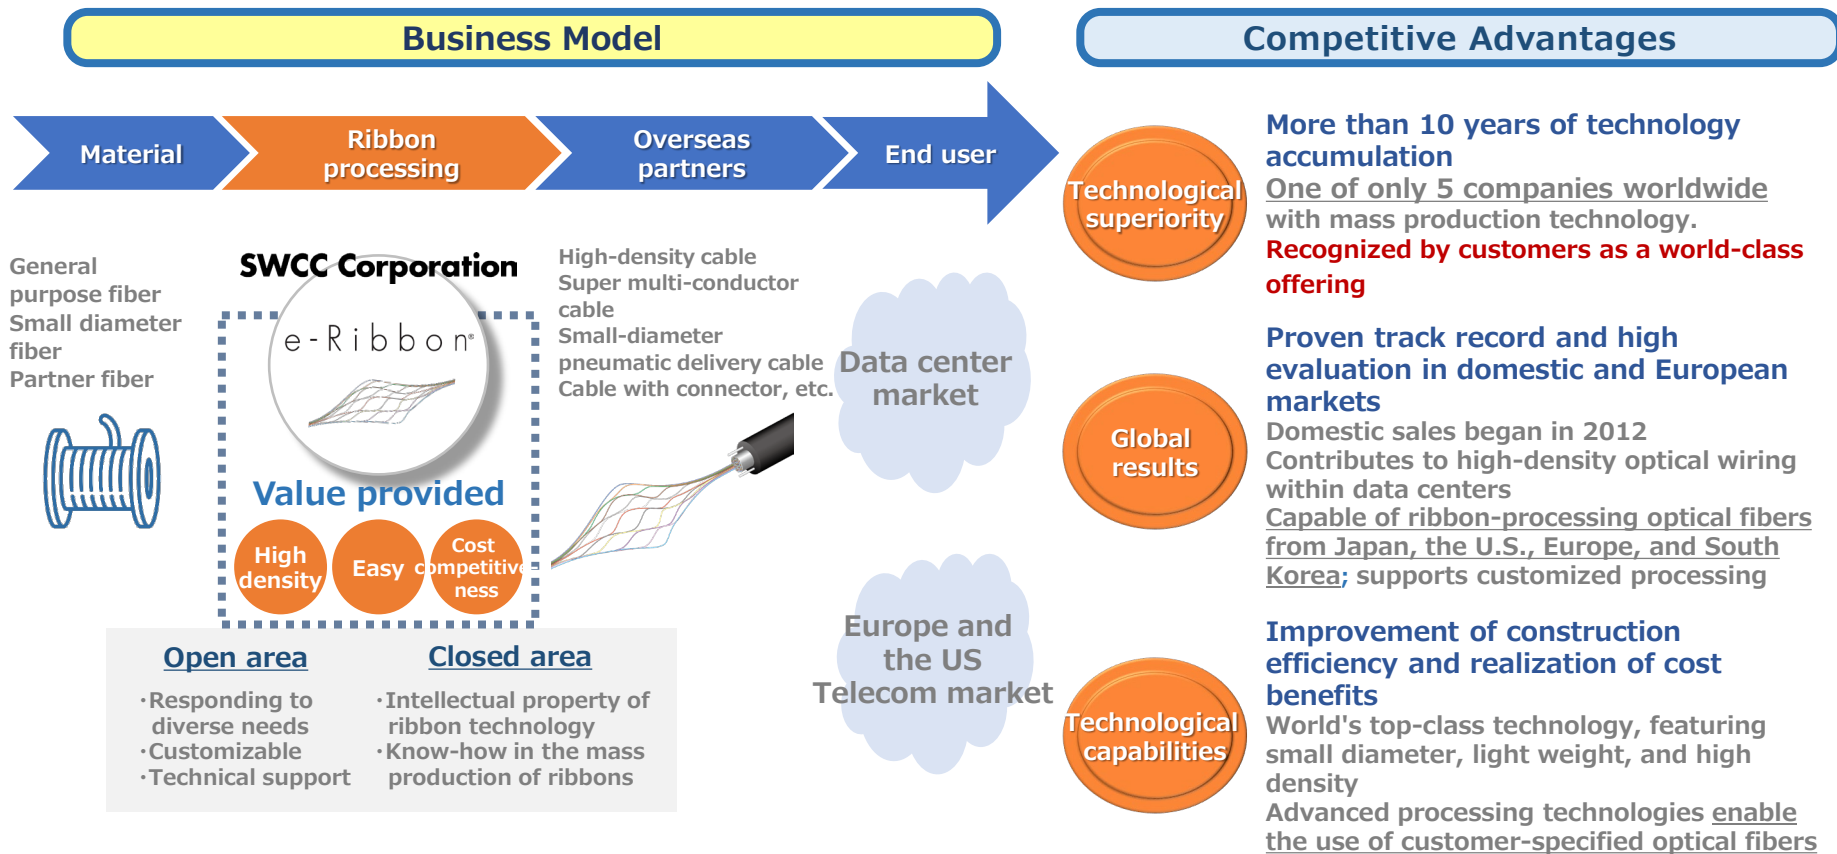 Business Model
Material
Ribbon
processing
Overseas
partners
End user
General
purpose fiber
Small diameter
fiber
Partner fiber
SWCC Corporation
e-Ribbon®
Value provided
High
density
Easy
Cost
competitive-
ness
High-density cable
Super multi-conductor
cable
Small-diameter
pneumatic delivery cable
Cable with connector, etc.
Data center
market
Europe and
the US
Telecom market
Open area
・Responding to
diverse needs
・Customizable
・Technical support
Closed area
・Intellectual property of
ribbon technology
・Know-how in the mass
production of ribbons
Competitive Advantages
Technological
superiority
More than 10 years of technology
accumulation
One of only 5 companies worldwide
with mass production technology.
Recognized by customers as a world-class
offering
Global
results
Proven track record and high
evaluation in domestic and European
markets
Domestic sales began in 2012
Contributes to high-density optical wiring
within data centers
Capable of ribbon-processing optical fibers
from Japan, the U.S., Europe, and South
Korea; supports customized processing
Technological
capabilities
Improvement of construction
efficiency and realization of cost
benefits
World's top-class technology, featuring
small diameter, light weight, and high
density
Advanced processing technologies enable
the use of customer-specified optical fibers